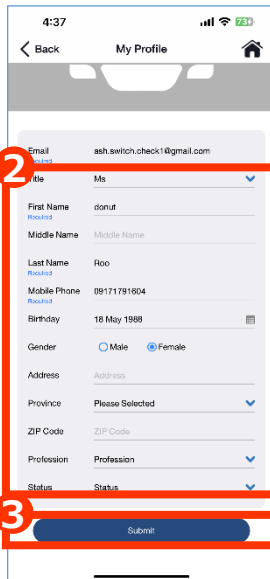 4:37
73
Back My Profile
Email ash.switch.check1@gmail.com
Required
2
Title Ms
First Name donut
Required
Middle Name Middle Name
Last Name Roo
Required
Mobile Phone 09171791604
Required
Birthday 18 May 1988
Gender Male Female
Address Address
Province Please Selected
ZIP Code ZIP Code
Profession Profession
Status Status
3
Submit